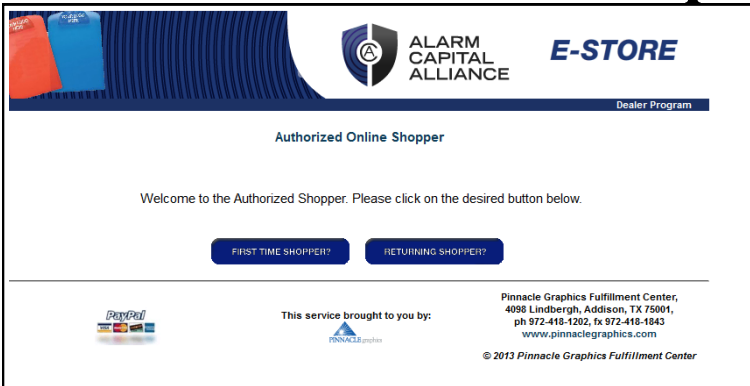 ALARM
CAPITAL
ALLIANCE
E-STORE
Dealer Program
Authorized Online Shopper
Welcome to the Authorized Shopper. Please click on the desired button below.
FIRST TIME SHOPPER?
RETURNING SHOPPER?
PayPal
VISA
This service brought to you by:
PINNACLE graphics
Pinnacle Graphics Fulfillment Center,
4098 Lindbergh, Addison, TX 75001,
ph 972-418-1202, fx 972-418-1843
www.pinnaclegraphics.com
© 2013 Pinnacle Graphics Fulfillment Center